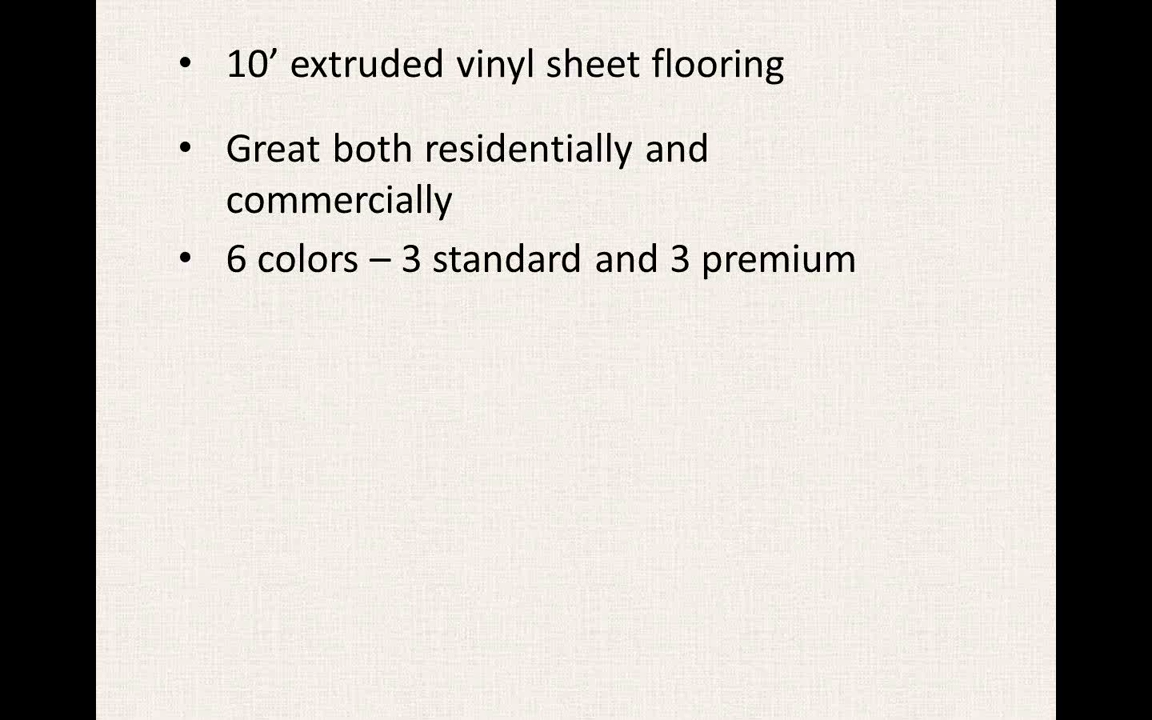 • 10’ extruded vinyl sheet flooring
• Great both residentially and
commercially
• 6 colors – 3 standard and 3 premium